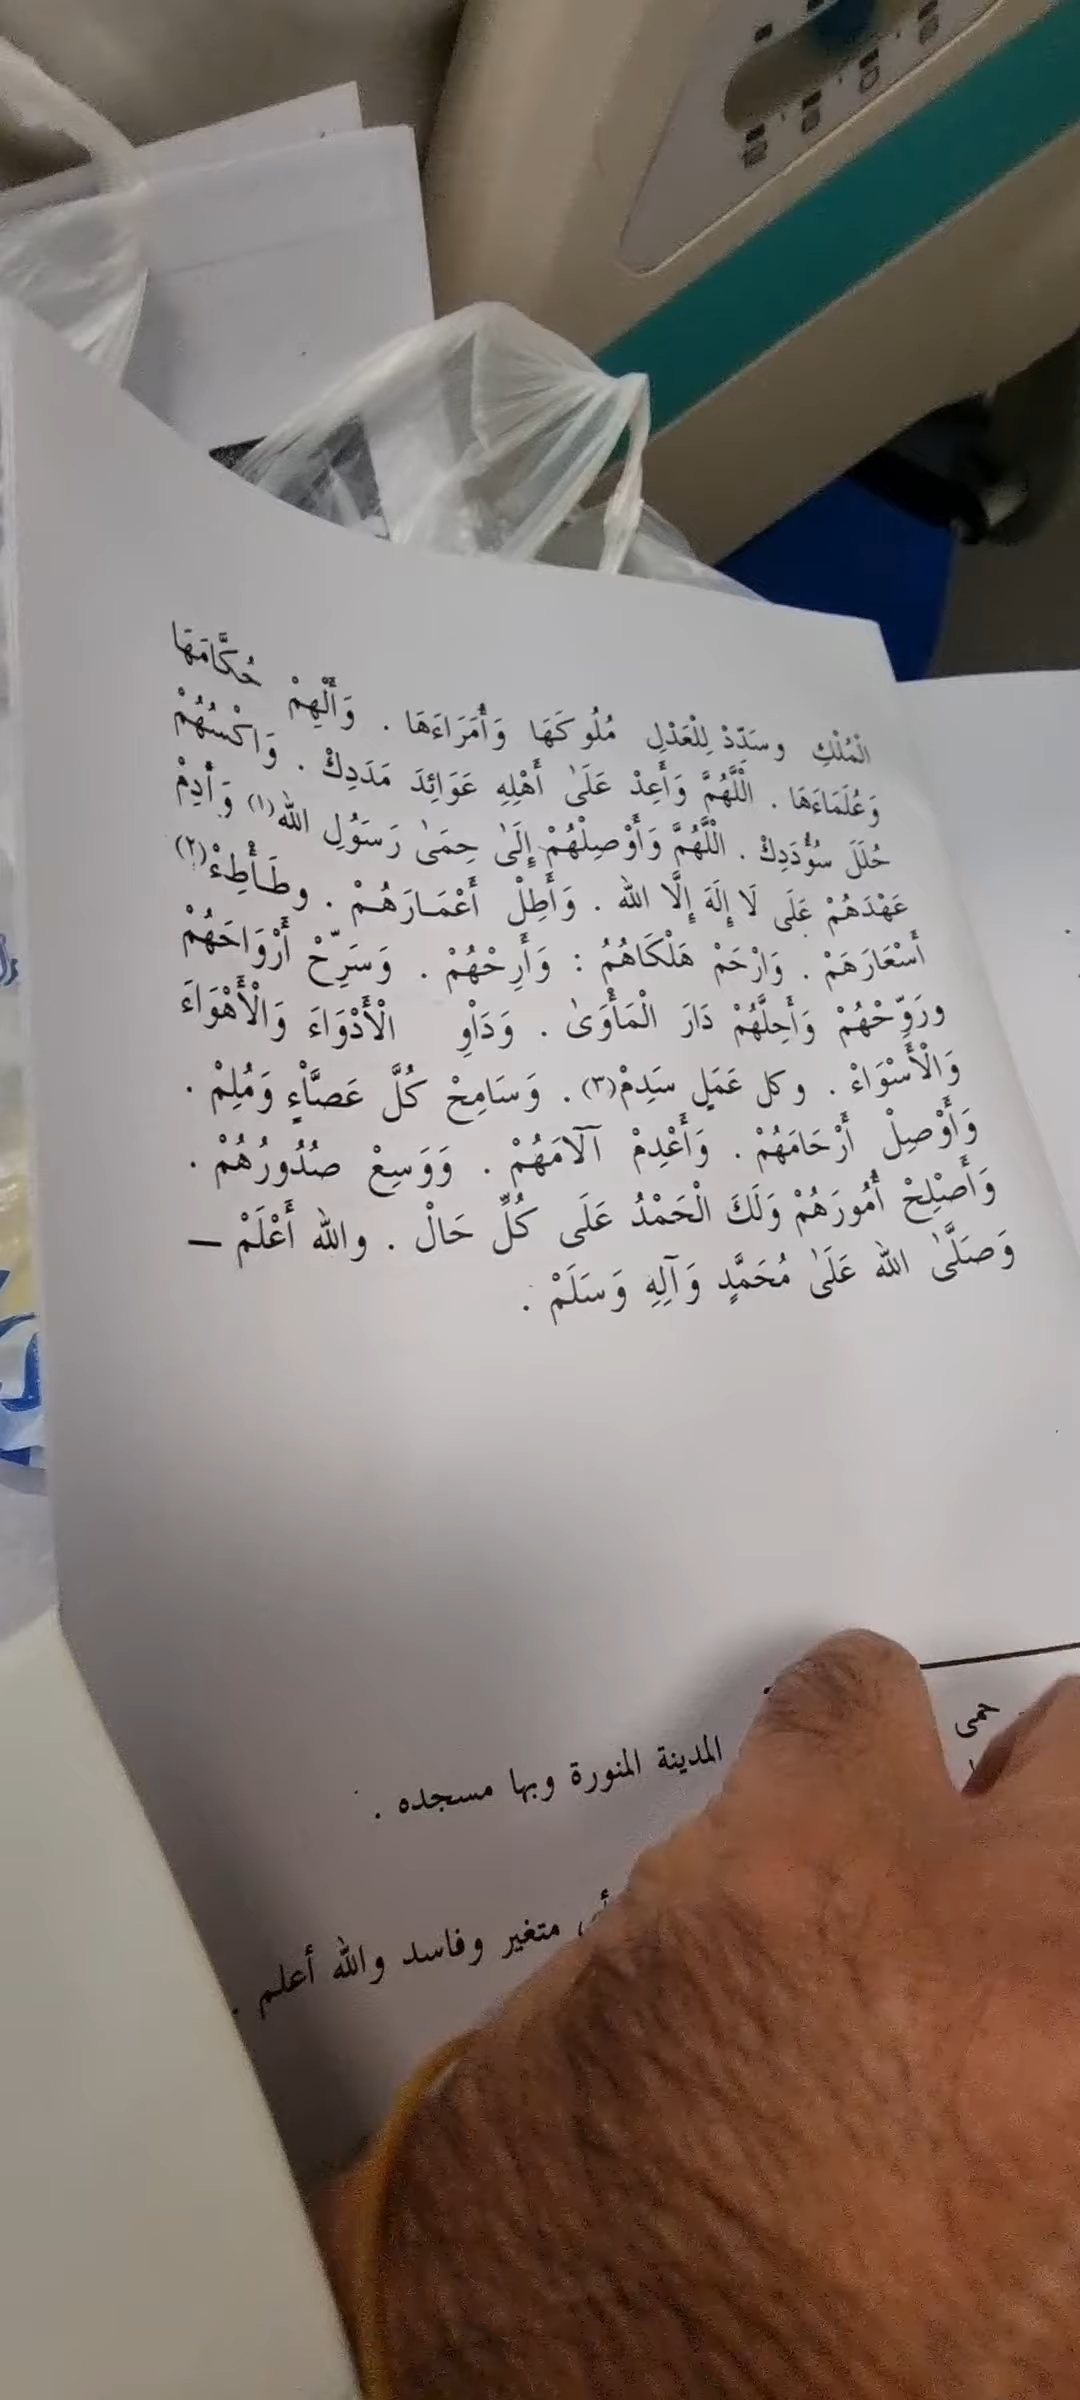 الْمُلْكِ وسَدِّدْ لِلْعَدْلِ مُلُوكَهَا وَأُمَرَاءَهَا . وَأَلْهِمْ حُكَّامَهَا
وَعُلَمَاءَهَا . اللَّهُمَّ وَأَعِدْ عَلَىٰ أَهْلِهِ عَوَائِدَ مَدَدِكْ . وَاكْسُهُمْ
حُلَلَ سُؤْدَدِكْ . اللَّهُمَّ وَأَوْصِلْهُمْ إِلَىٰ حِمَىٰ رَسَوُلِ الله(١) وَأَدِمْ
عَهْدَهُمْ عَلَى لَا إِلَهَ إِلَّا الله . وَأَطِلْ أَعْمَارَهُمْ . وطَأْطِءْ(٢)
أَسْعَارَهَمْ . وَارْحَمْ هَلْكَاهُمُ : وَأَرِحْهُمْ . وَسَرِّحْ أَرْوَاحَهُمْ
ورَوِّحْهُمْ وَأَحِلَّهُمْ دَارَ الْمَأْوَىٰ . وَدَاوِ الْأَدْوَاءَ وَالْأَهْوَاءَ
وَالْأَسْوَاءْ . وكل عَمَلٍ سَدِمْ(٣) . وَسَامِحْ كُلَّ عَصَّاْءٍ وَمُلِمْ .
وَأَوْصِلْ أَرْحَامَهُمْ . وَأَعْدِمْ آلَامَهُمْ . وَوَسِعْ صُدُورُهُمْ .
وَأَصْلِحْ أُمُورَهُمْ وَلَكَ الْحَمْدُ عَلَى كُلِّ حَالْ . والله أَعْلَمْ —
وَصَلَّىٰ الله عَلَىٰ مُحَمَّدٍ وَآلِهِ وَسَلَمْ .
حمى المدينة المنورة وبها مسجده .
متغير وفاسد والله أعلم .